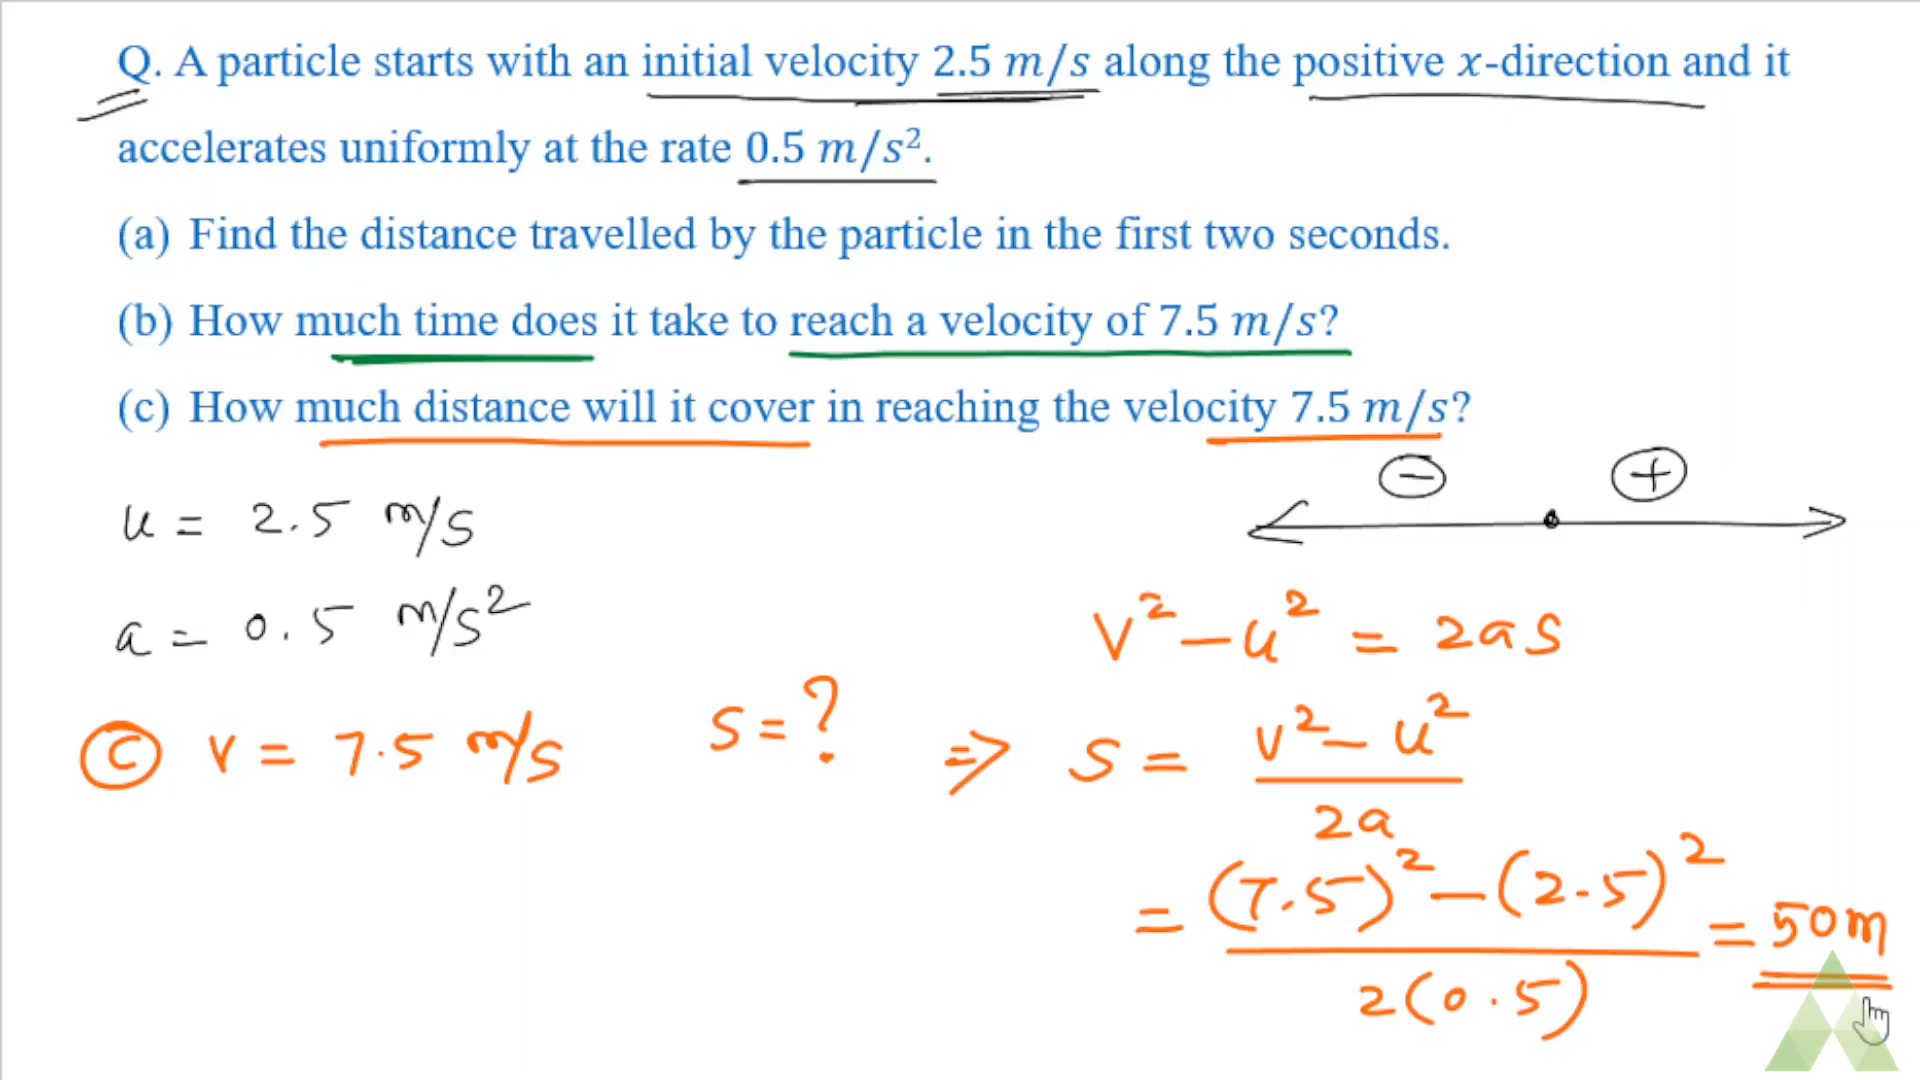 Q. A particle starts with an initial velocity 2.5 m/s along the positive x-direction and it
accelerates uniformly at the rate 0.5 m/s².
(a) Find the distance travelled by the particle in the first two seconds.
(b) How much time does it take to reach a velocity of 7.5 m/s?
(c) How much distance will it cover in reaching the velocity 7.5 m/s?
− +
u = 2.5 m/s
a = 0.5 m/s²
v² − u² = 2as
Ⓒ v = 7.5 m/s s = ?
⇒ s = (v² − u²) / 2a
= ((7.5)² − (2.5)²) / 2(0.5) = 50m